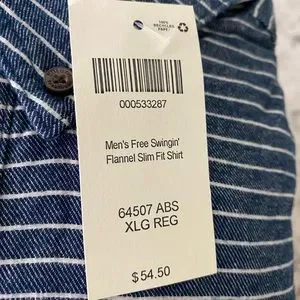 100%
RECYCLED
PAPER
000533287
Men's Free Swingin'
Flannel Slim Fit Shirt
64507 ABS
XLG REG
$54.50